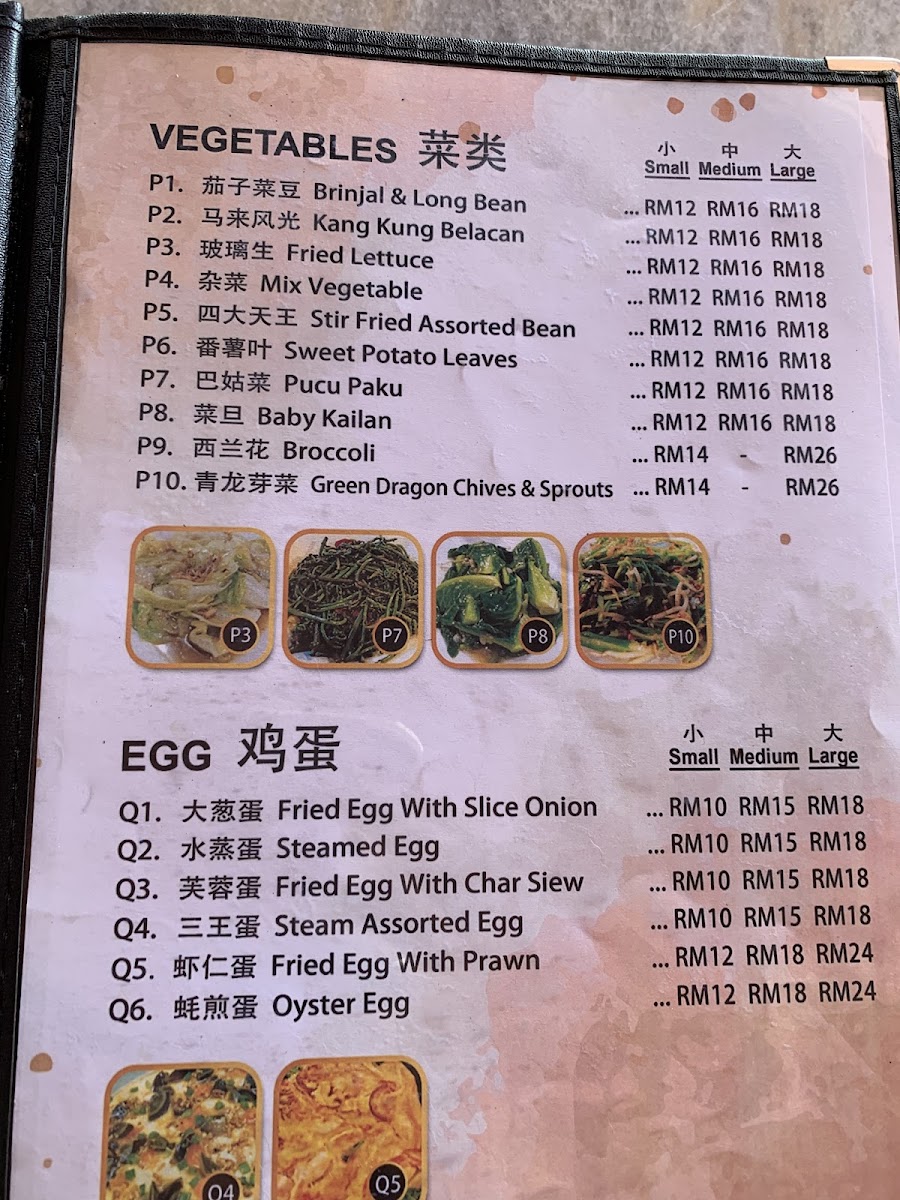 VEGETABLES 菜类
小 中 大
Small Medium Large
P1. 茄子菜豆 Brinjal & Long Bean ... RM12 RM16 RM18
P2. 马来风光 Kang Kung Belacan ... RM12 RM16 RM18
P3. 玻璃生 Fried Lettuce ... RM12 RM16 RM18
P4. 杂菜 Mix Vegetable ... RM12 RM16 RM18
P5. 四大天王 Stir Fried Assorted Bean ... RM12 RM16 RM18
P6. 番薯叶 Sweet Potato Leaves ... RM12 RM16 RM18
P7. 巴姑菜 Pucu Paku ... RM12 RM16 RM18
P8. 菜旦 Baby Kailan ... RM12 RM16 RM18
P9. 西兰花 Broccoli ... RM14 - RM26
P10. 青龙芽菜 Green Dragon Chives & Sprouts ... RM14 - RM26
P3 P7 P8 P10
EGG 鸡蛋
小 中 大
Small Medium Large
Q1. 大葱蛋 Fried Egg With Slice Onion ... RM10 RM15 RM18
Q2. 水蒸蛋 Steamed Egg ... RM10 RM15 RM18
Q3. 芙蓉蛋 Fried Egg With Char Siew ... RM10 RM15 RM18
Q4. 三王蛋 Steam Assorted Egg ... RM10 RM15 RM18
Q5. 虾仁蛋 Fried Egg With Prawn ... RM12 RM18 RM24
Q6. 蚝煎蛋 Oyster Egg ... RM12 RM18 RM24
Q4 Q5